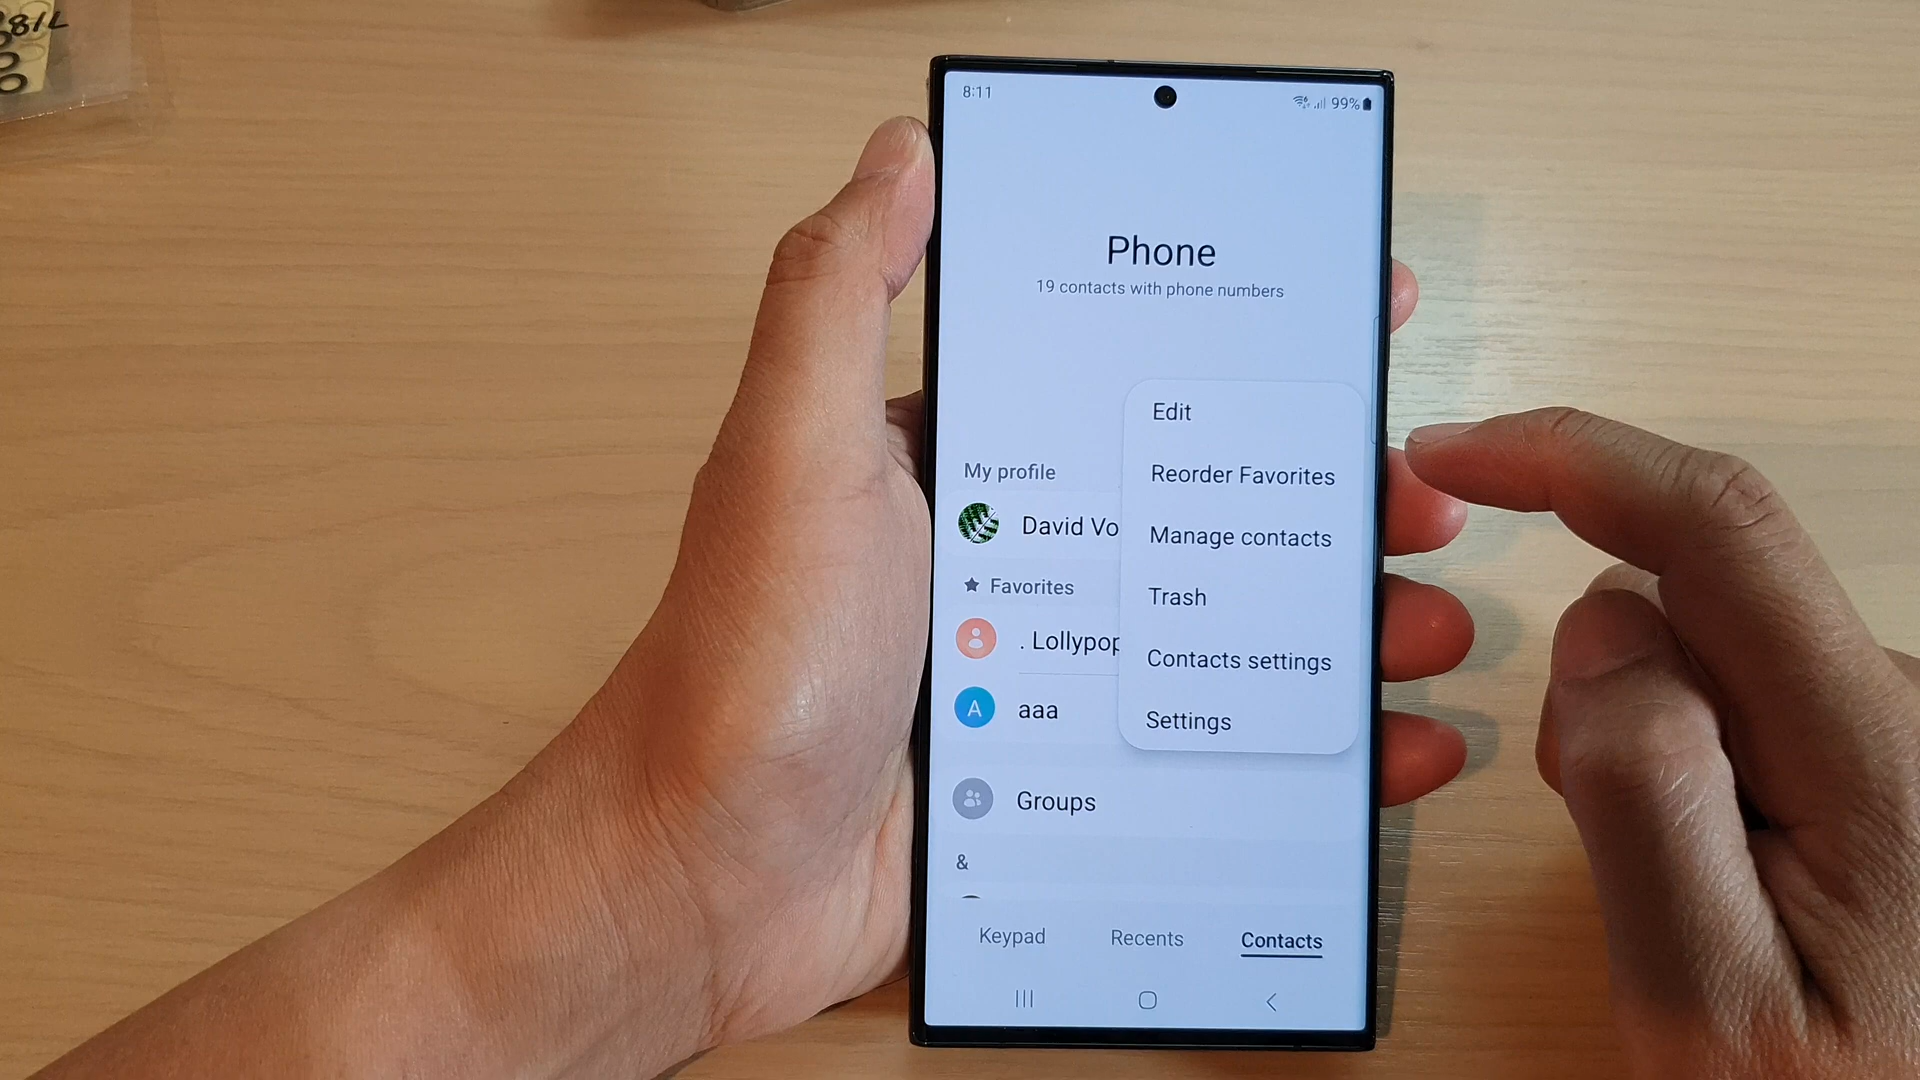 81L
8:11
99%
Phone
19 contacts with phone numbers
Edit
My profile
Reorder Favorites
David Vo
Manage contacts
Favorites
Trash
. Lollypop
Contacts settings
A
aaa
Settings
Groups
&
Keypad
Recents
Contacts